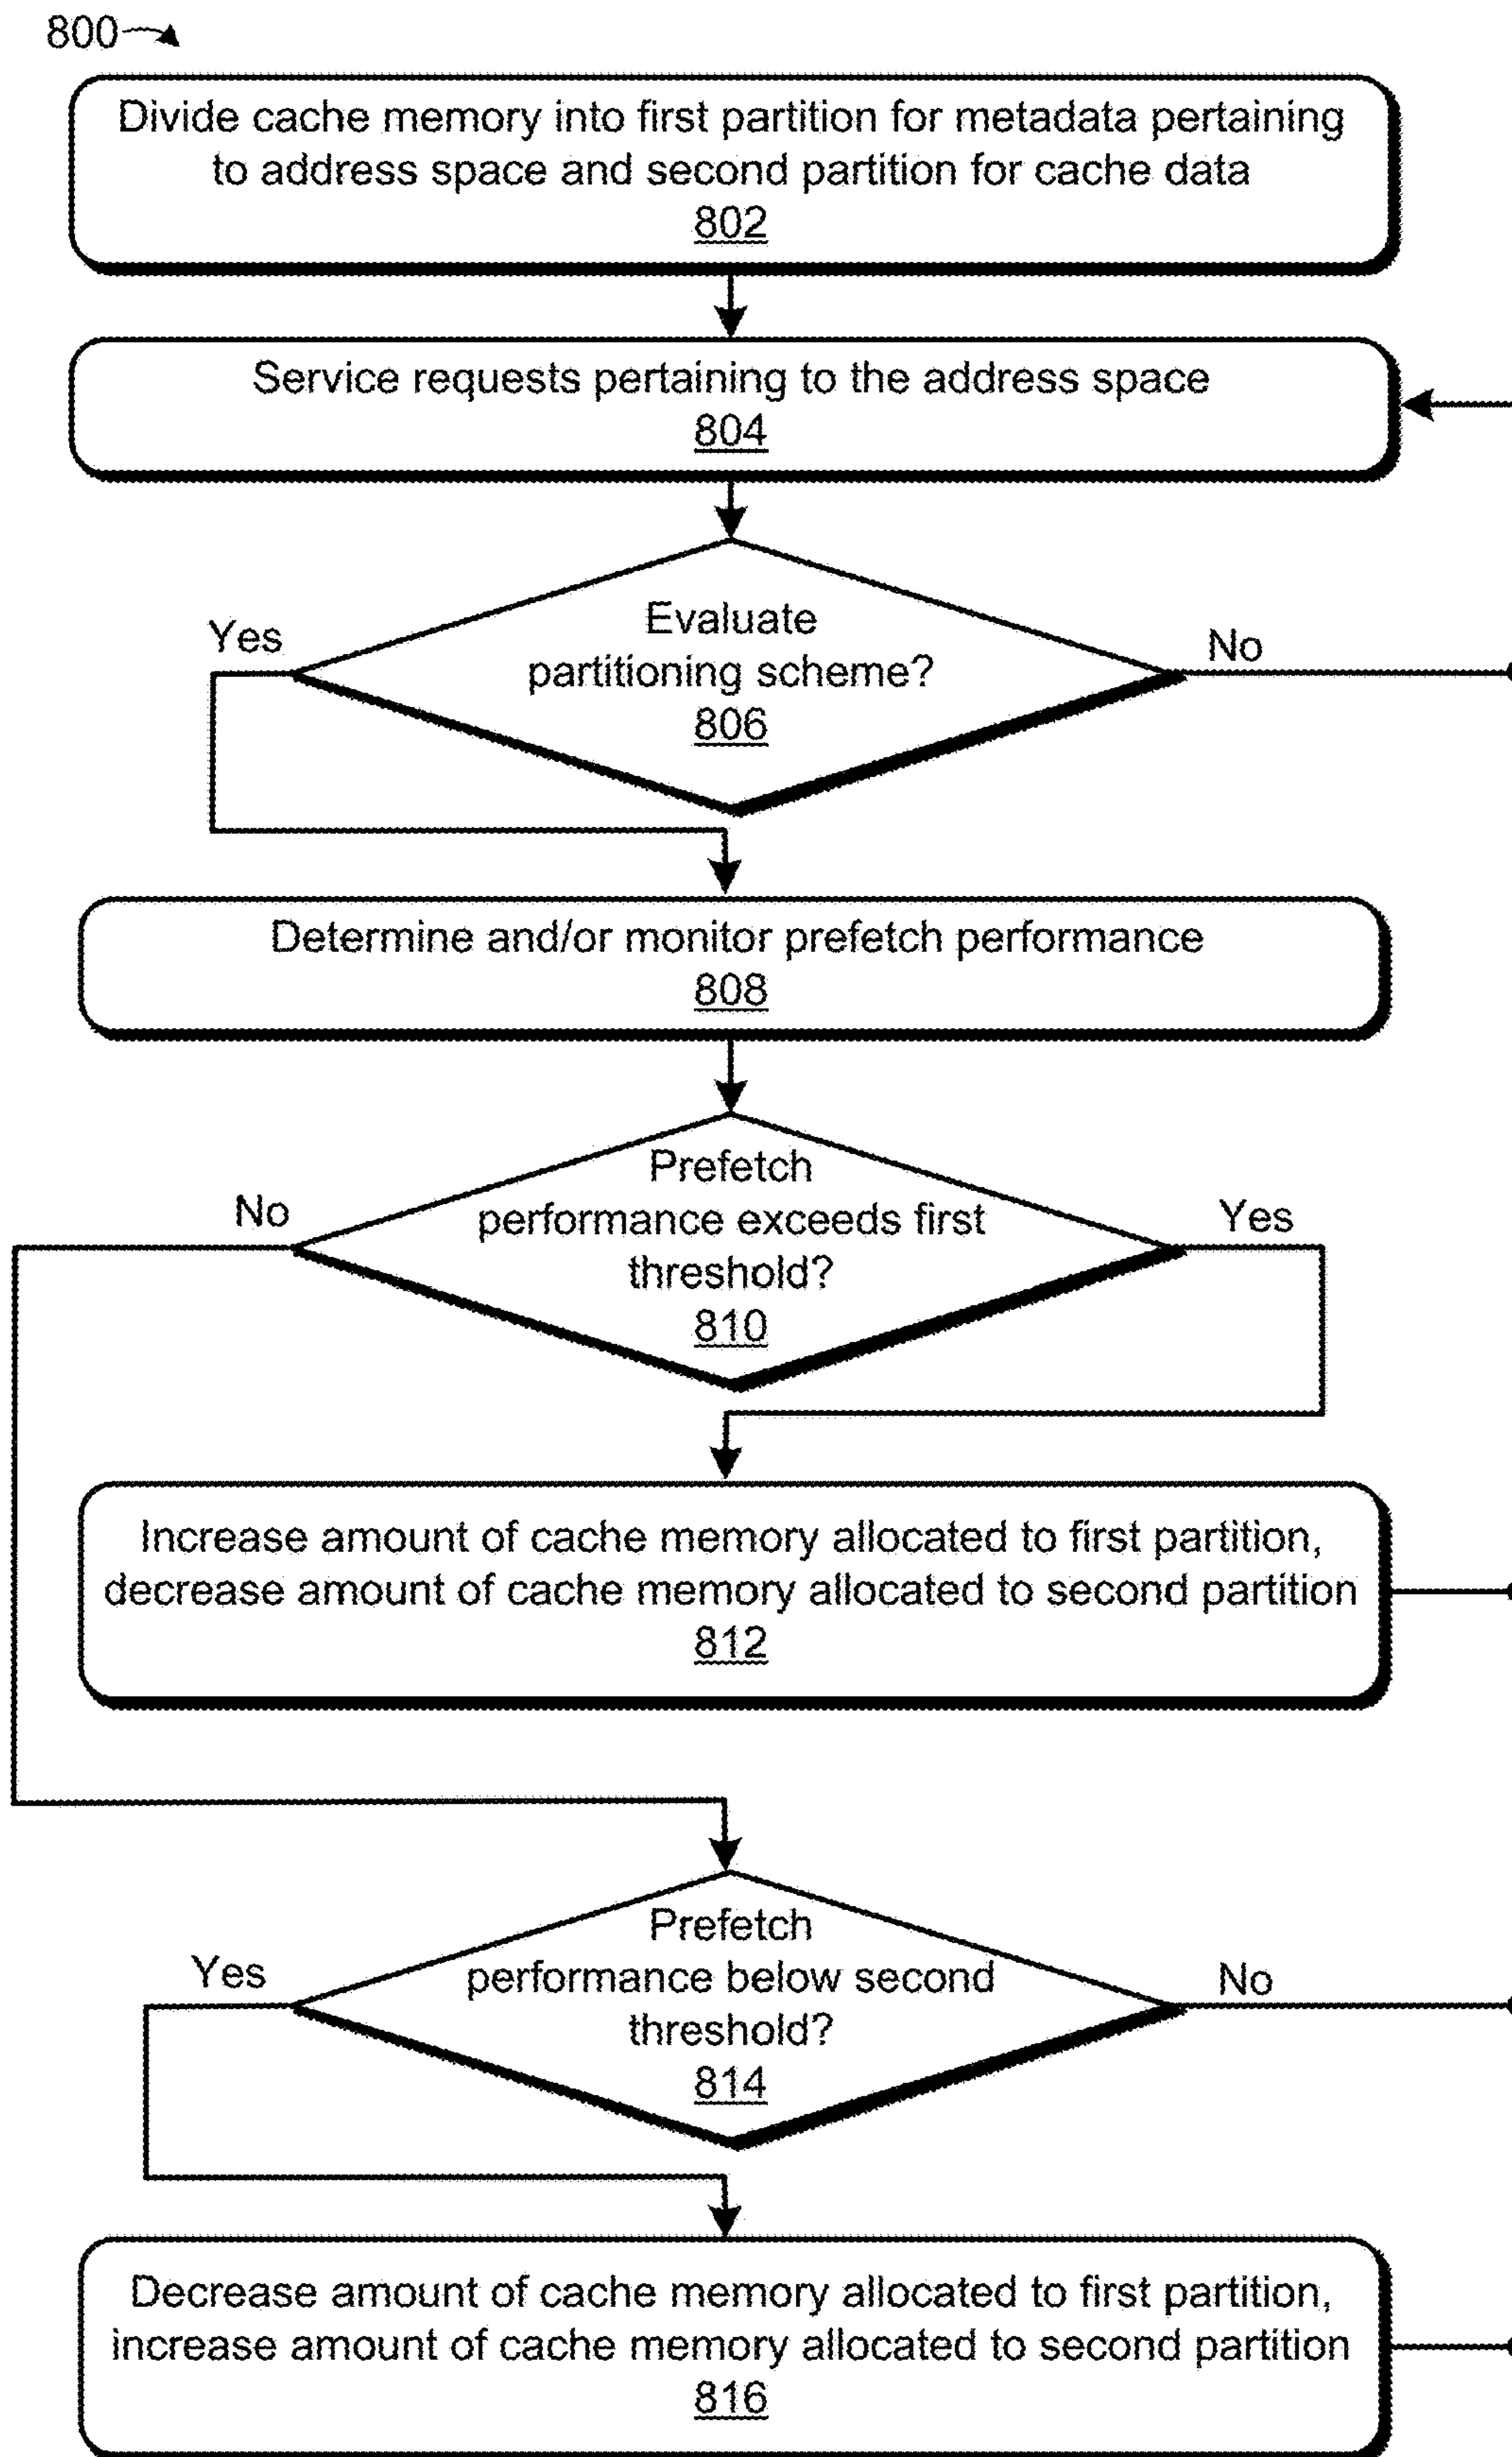 800
Divide cache memory into first partition for metadata pertaining
to address space and second partition for cache data
802
Service requests pertaining to the address space
804
Evaluate
partitioning scheme?
806
Yes
No
Determine and/or monitor prefetch performance
808
Prefetch
performance exceeds first
threshold?
810
No
Yes
Increase amount of cache memory allocated to first partition,
decrease amount of cache memory allocated to second partition
812
Prefetch
performance below second
threshold?
814
Yes
No
Decrease amount of cache memory allocated to first partition,
increase amount of cache memory allocated to second partition
816